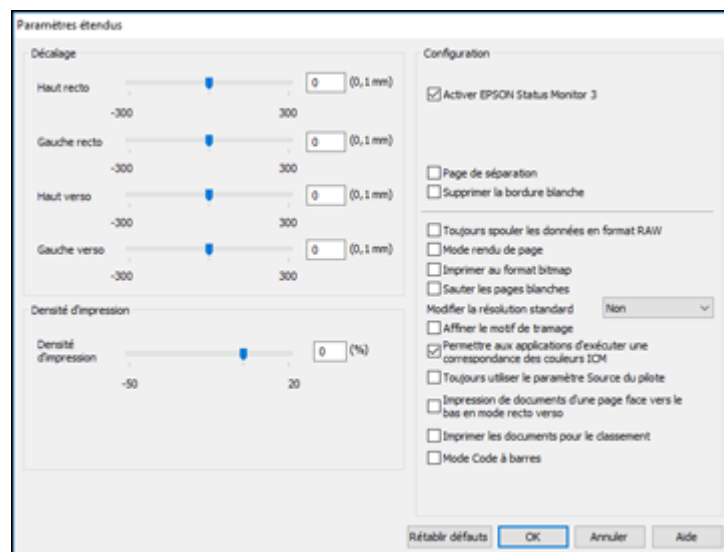 Paramètres étendus
Décalage
Haut recto
0 (0,1 mm)
-300 300
Gauche recto
0 (0,1 mm)
-300 300
Haut verso
0 (0,1 mm)
-300 300
Gauche verso
0 (0,1 mm)
-300 300
Densité d'impression
Densité
d'impression
0 (%)
-50 20
Configuration
Activer EPSON Status Monitor 3
Page de séparation
Supprimer la bordure blanche
Toujours spouler les données en format RAW
Mode rendu de page
Imprimer au format bitmap
Sauter les pages blanches
Modifier la résolution standard Non
Affiner le motif de tramage
Permettre aux applications d'exécuter une
correspondance des couleurs ICM
Toujours utiliser le paramètre Source du pilote
Impression de documents d'une page face vers le
bas en mode recto verso
Imprimer les documents pour le classement
Mode Code à barres
Rétablir défauts OK Annuler Aide